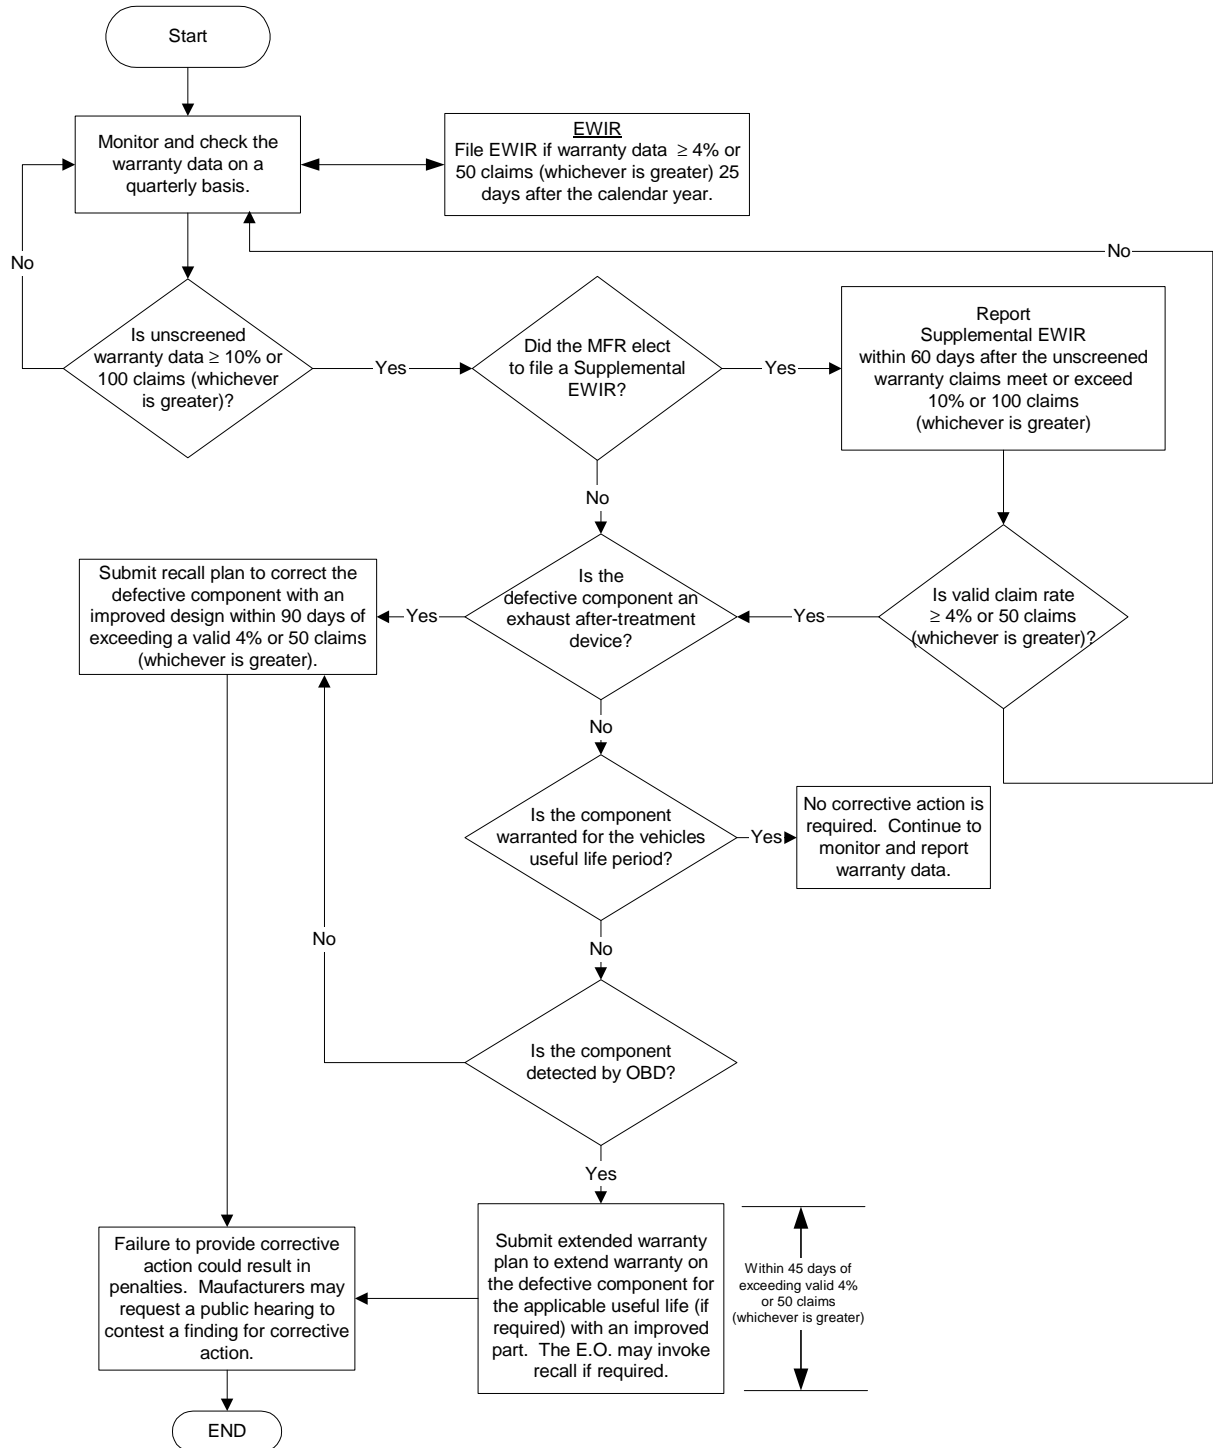 Start
Monitor and check the
warranty data on a
quarterly basis.
EWIR
File EWIR if warranty data ≥ 4% or
50 claims (whichever is greater) 25
days after the calendar year.
No
No
Is unscreened
warranty data ≥ 10% or
100 claims (whichever
is greater)?
Yes
Did the MFR elect
to file a Supplemental
EWIR?
Yes
Report
Supplemental EWIR
within 60 days after the unscreened
warranty claims meet or exceed
10% or 100 claims
(whichever is greater)
No
Submit recall plan to correct the
defective component with an
improved design within 90 days of
exceeding a valid 4% or 50 claims
(whichever is greater).
Yes
Is the
defective component an
exhaust after-treatment
device?
Yes
Is valid claim rate
≥ 4% or 50 claims
(whichever is greater)?
No
Is the component
warranted for the vehicles
useful life period?
Yes
No corrective action is
required. Continue to
monitor and report
warranty data.
No
No
Is the component
detected by OBD?
Yes
Failure to provide corrective
action could result in
penalties. Maufacturers may
request a public hearing to
contest a finding for corrective
action.
Submit extended warranty
plan to extend warranty on
the defective component for
the applicable useful life (if
required) with an improved
part. The E.O. may invoke
recall if required.
Within 45 days of
exceeding valid 4%
or 50 claims
(whichever is greater)
END